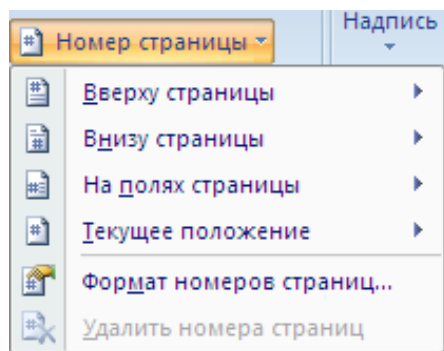 Номер страницы
Надпись
Вверху страницы
Внизу страницы
На полях страницы
Текущее положение
Формат номеров страниц...
Удалить номера страниц